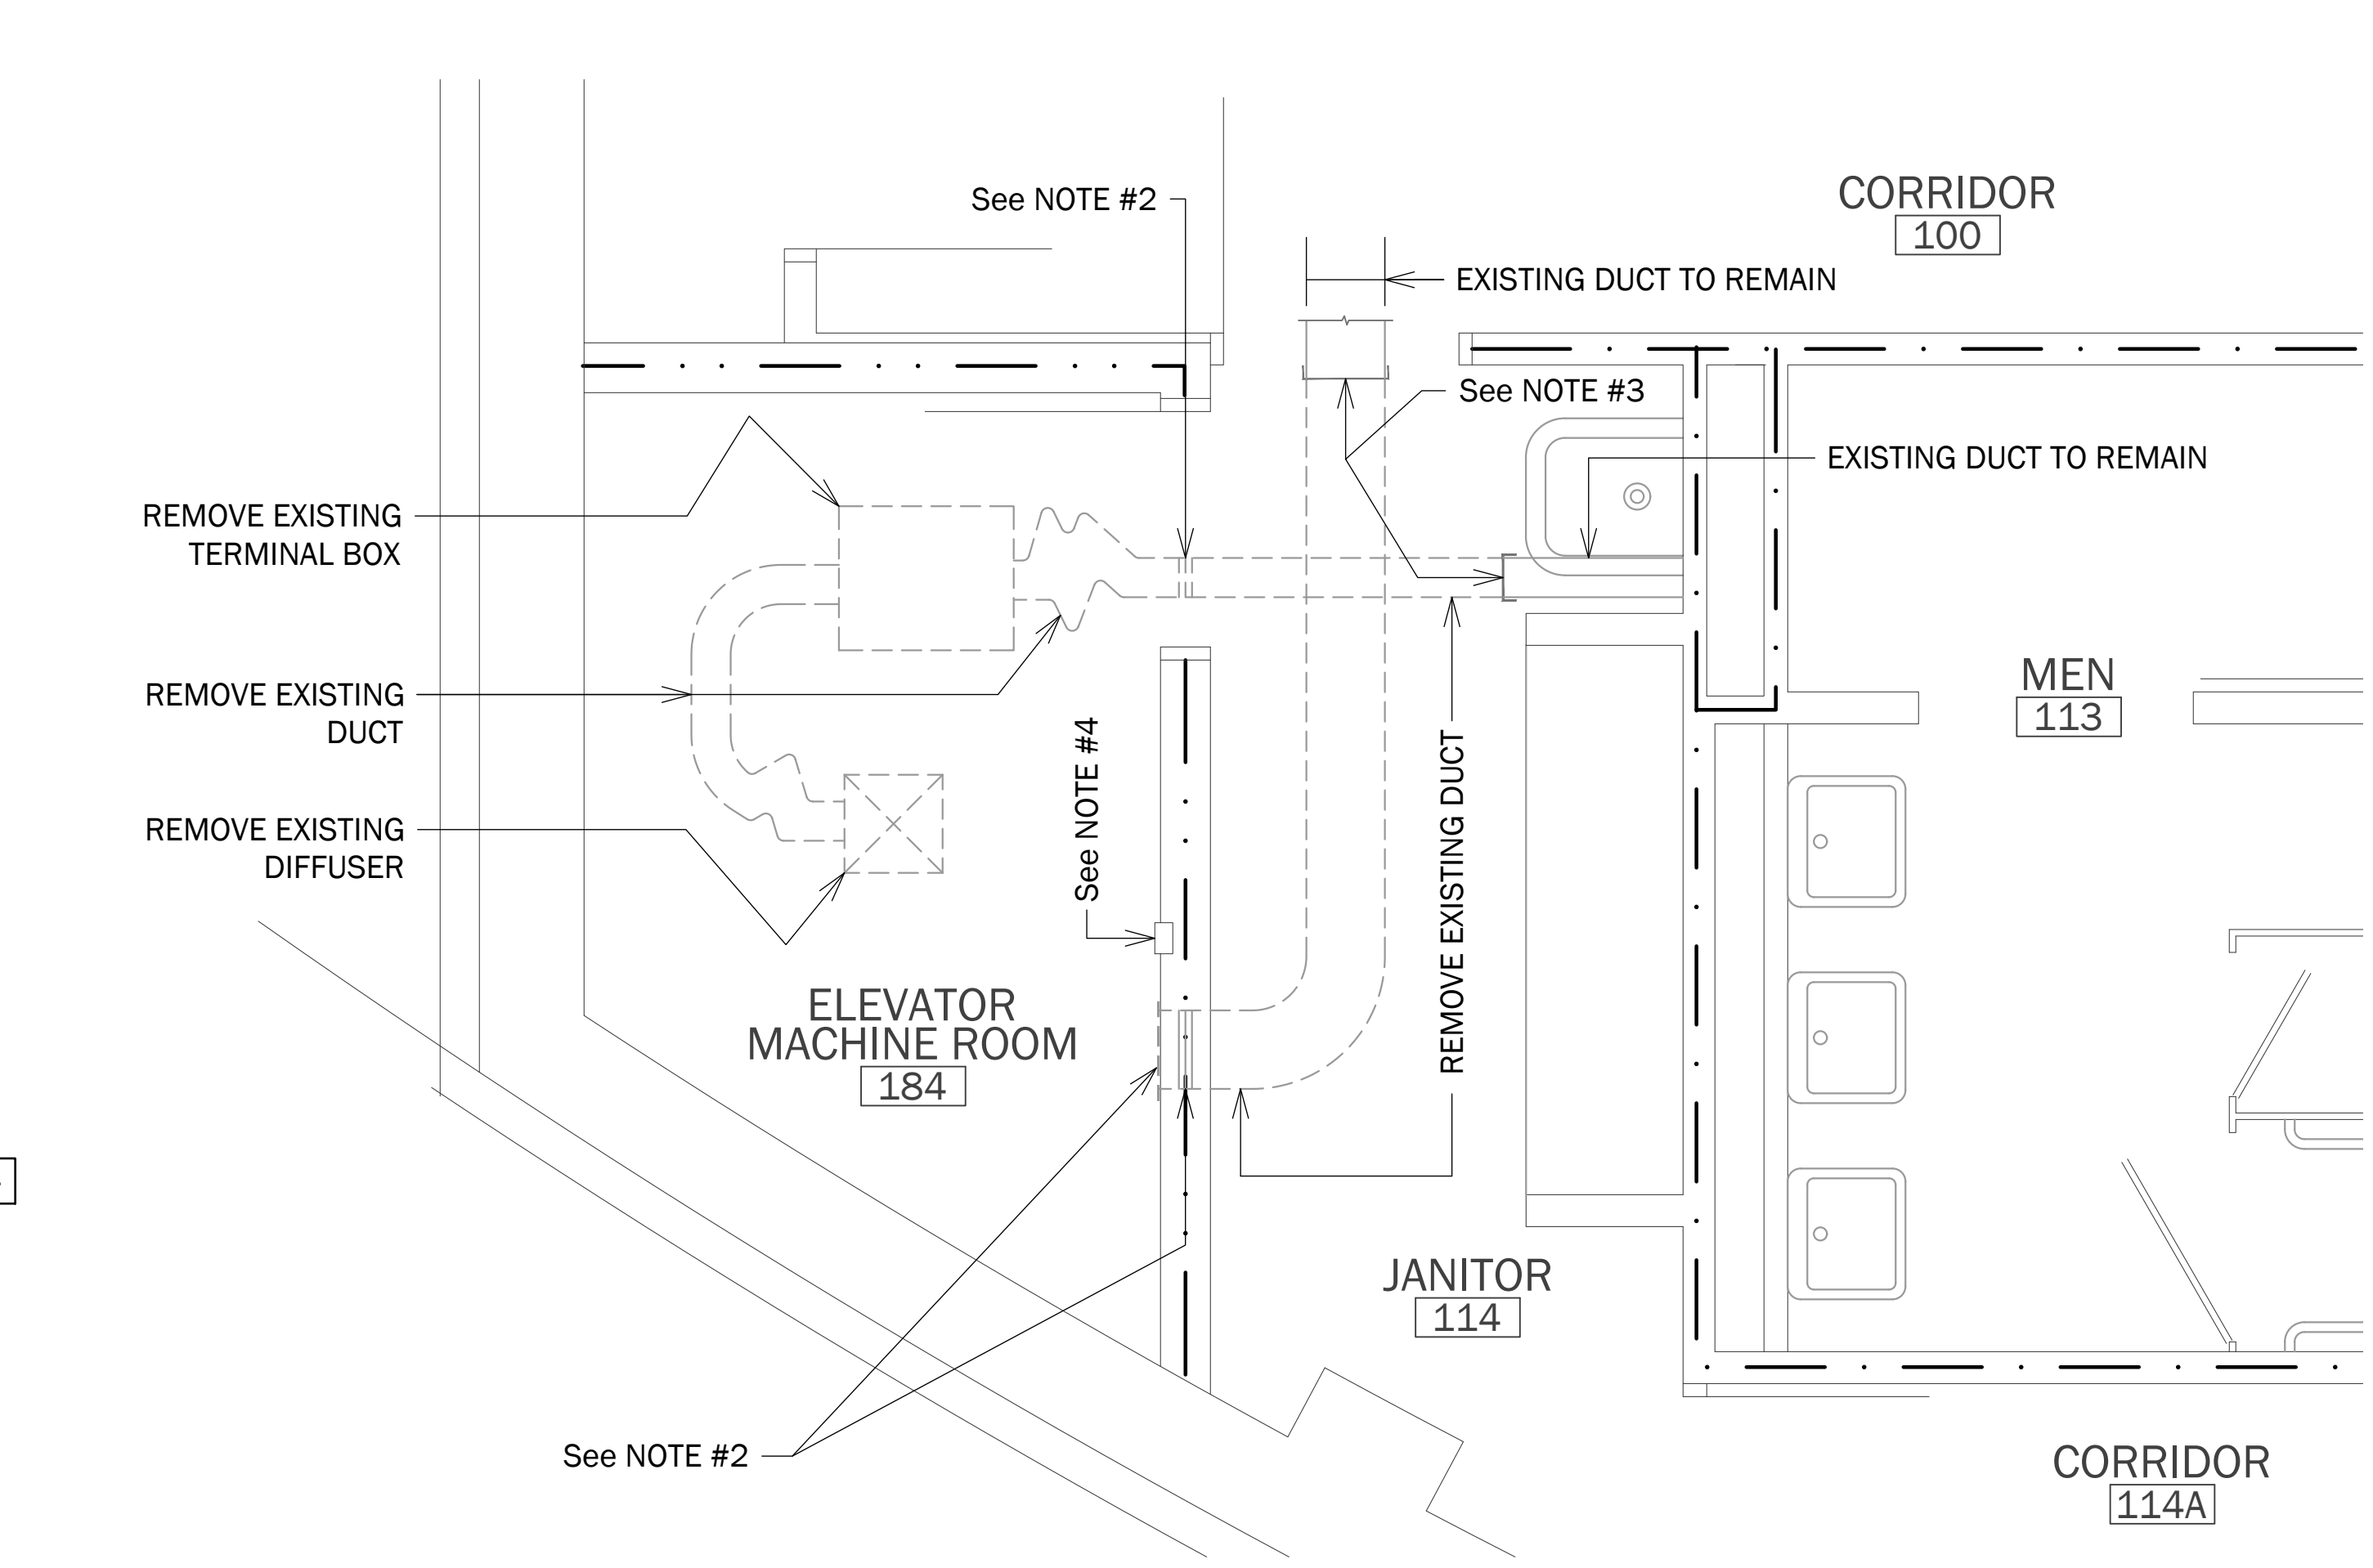 CORRIDOR
100
See NOTE #2
EXISTING DUCT TO REMAIN
See NOTE #3
EXISTING DUCT TO REMAIN
REMOVE EXISTING
TERMINAL BOX
REMOVE EXISTING
DUCT
MEN
113
See NOTE #4
REMOVE EXISTING DUCT
REMOVE EXISTING
DIFFUSER
ELEVATOR
MACHINE ROOM
184
JANITOR
114
See NOTE #2
CORRIDOR
114A